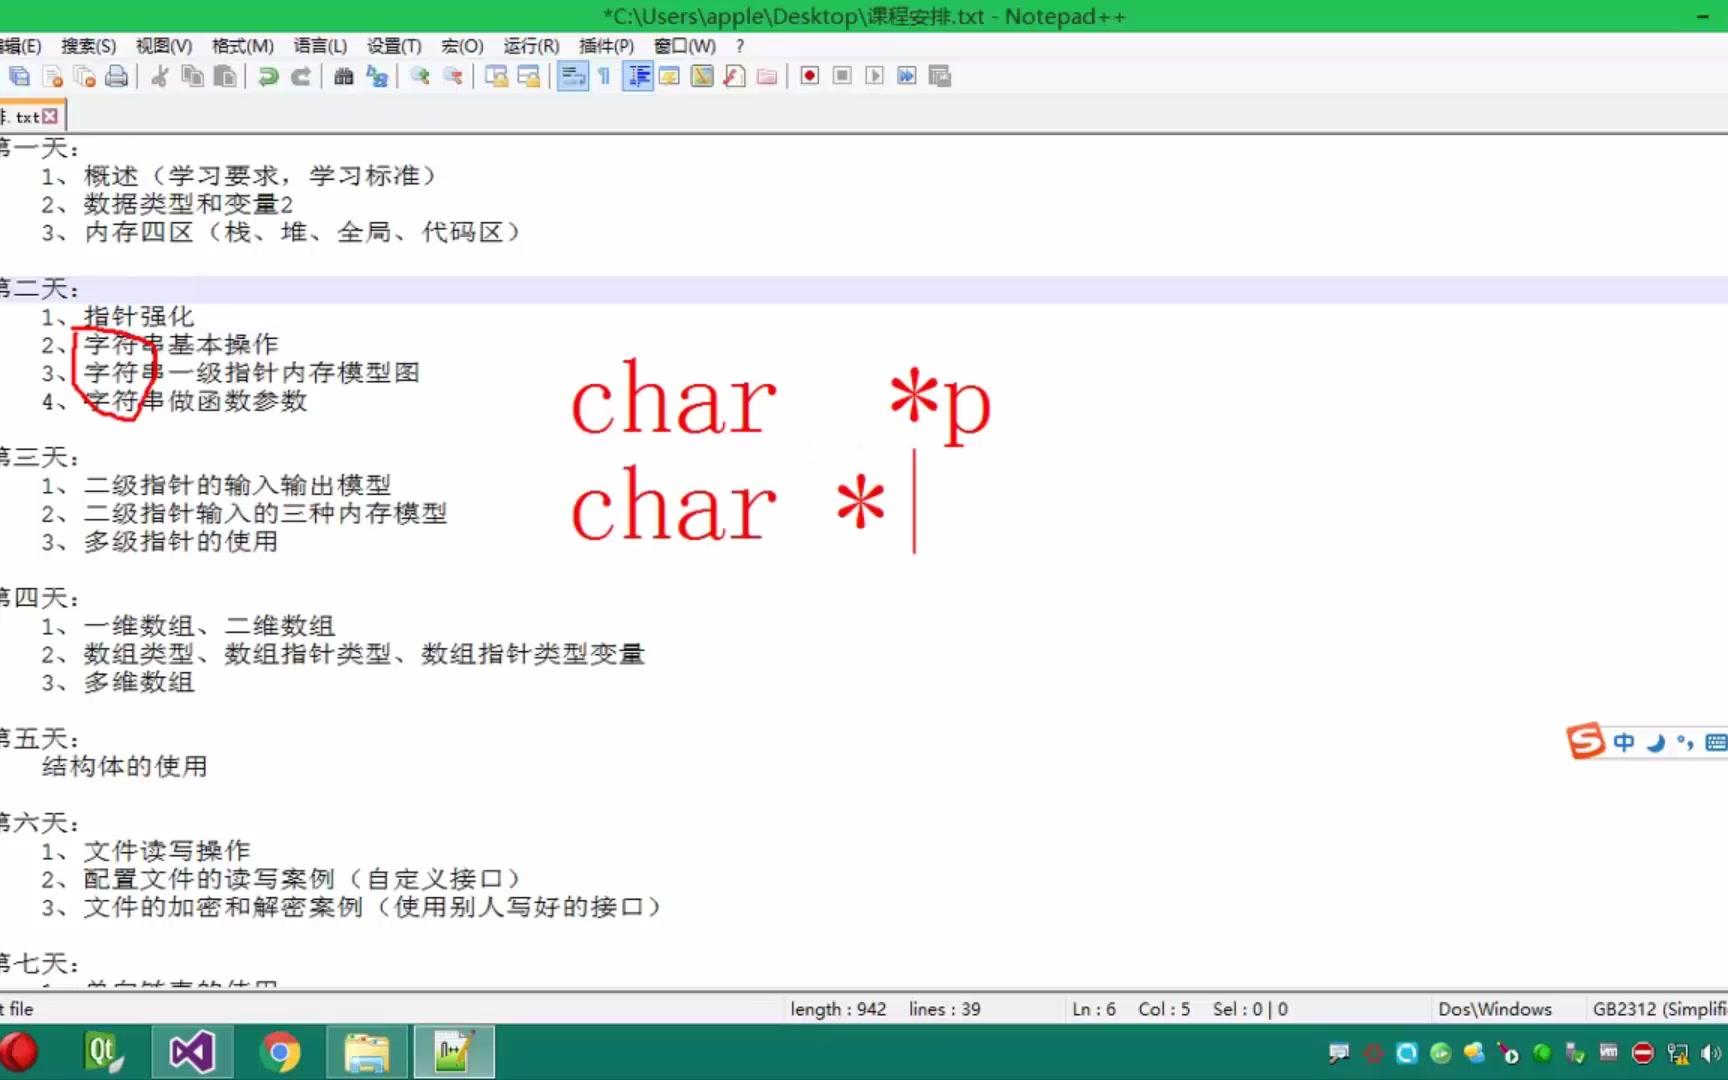 *C:\Users\apple\Desktop\课程安排.txt - Notepad++
编辑(E) 搜索(S) 视图(V) 格式(M) 语言(L) 设置(T) 宏(O) 运行(R) 插件(P) 窗口(W) ?
排.txt
第一天：
1、概述（学习要求，学习标准）
2、数据类型和变量2
3、内存四区（栈、堆、全局、代码区）
第二天：
1、指针强化
2、字符串基本操作
3、字符串一级指针内存模型图
4、字符串做函数参数
char *p
char *
第三天：
1、二级指针的输入输出模型
2、二级指针输入的三种内存模型
3、多级指针的使用
第四天：
1、一维数组、二维数组
2、数组类型、数组指针类型、数组指针类型变量
3、多维数组
第五天：
结构体的使用
中
第六天：
1、文件读写操作
2、配置文件的读写案例（自定义接口）
3、文件的加密和解密案例（使用别人写好的接口）
第七天：
1、单向链表的使用
t file length : 942 lines : 39 Ln : 6 Col : 5 Sel : 0 | 0 Dos\Windows GB2312 (Simplifi
Qt